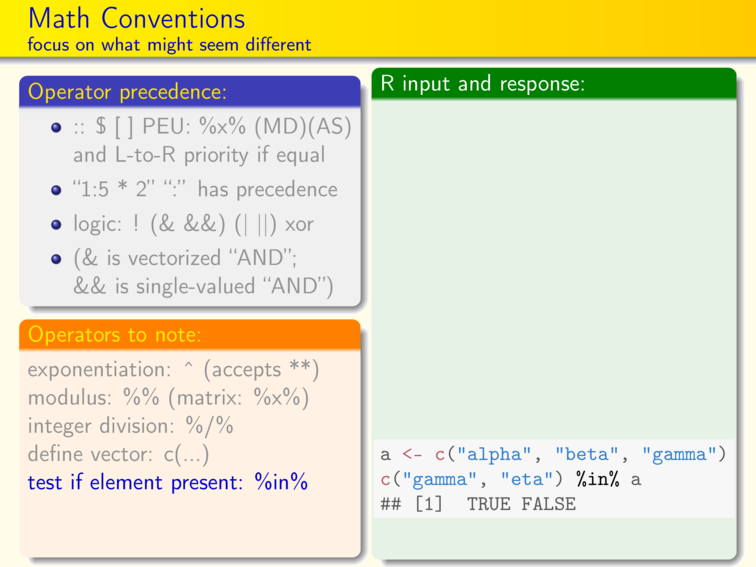 Math Conventions
focus on what might seem different
Operator precedence:
:: $ [ ] PEU: %x% (MD)(AS)
and L-to-R priority if equal
“1:5 * 2” “:” has precedence
logic: ! (& &&) (| ||) xor
(& is vectorized “AND”;
&& is single-valued “AND”)
Operators to note:
exponentiation: ^ (accepts **)
modulus: %% (matrix: %x%)
integer division: %/%
define vector: c(...)
test if element present: %in%
R input and response:
a <- c("alpha", "beta", "gamma")
c("gamma", "eta") %in% a
## [1]  TRUE FALSE